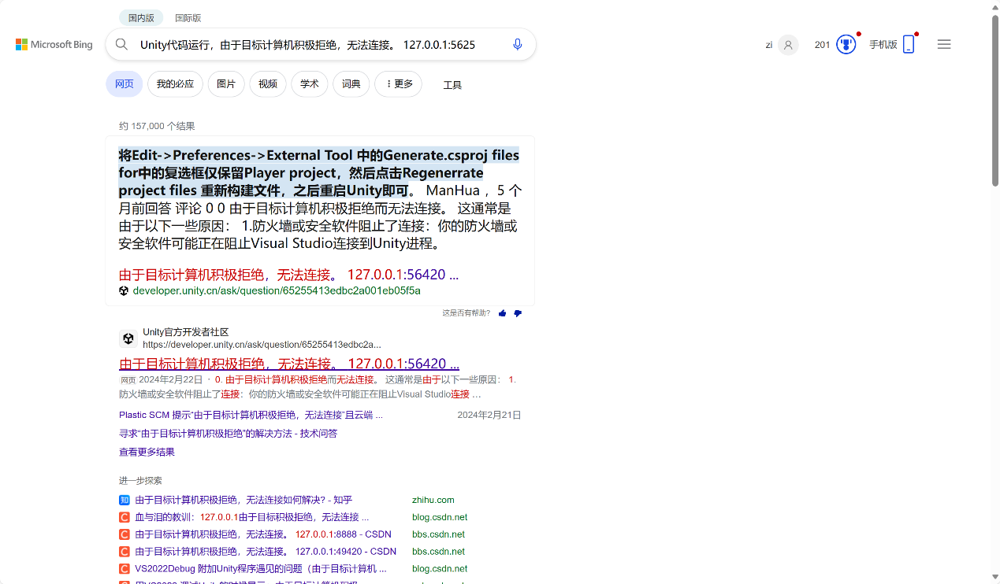 国内版 国际版
Microsoft Bing
Unity代码运行，由于目标计算机积极拒绝，无法连接。 127.0.0.1:5625
zi
201
手机版
网页 我的必应 图片 视频 学术 词典 更多 工具
约 157,000 个结果
将Edit->Preferences->External Tool 中的Generate.csproj files
for中的复选框仅保留Player project，然后点击Regenerrate
project files 重新构建文件，之后重启Unity即可。 ManHua ，5 个
月前回答 评论 0 0 由于目标计算机积极拒绝而无法连接。 这通常是
由于以下一些原因： 1.防火墙或安全软件阻止了连接：你的防火墙或
安全软件可能正在阻止Visual Studio连接到Unity进程。
由于目标计算机积极拒绝，无法连接。 127.0.0.1:56420 ...
developer.unity.cn/ask/question/65255413edbc2a001eb05f5a
这是否有帮助?
Unity官方开发者社区
https://developer.unity.cn/ask/question/65255413edbc2a...
由于目标计算机积极拒绝，无法连接。 127.0.0.1:56420 ...
网页 2024年2月22日 · 0. 由于目标计算机积极拒绝而无法连接。 这通常是由于以下一些原因： 1.
防火墙或安全软件阻止了连接：你的防火墙或安全软件可能正在阻止Visual Studio连接 …
Plastic SCM 提示“由于目标计算机积极拒绝，无法连接”且云端 ... 2024年2月21日
寻求“由于目标计算机积极拒绝”的解决方法 - 技术问答
查看更多结果
进一步探索
知 由于目标计算机积极拒绝，无法连接如何解决? - 知乎 zhihu.com
C 血与泪的教训：127.0.0.1由于目标积极拒绝，无法连接 ... blog.csdn.net
C 由于目标计算机积极拒绝，无法连接。 127.0.0.1:8888 - CSDN bbs.csdn.net
C 由于目标计算机积极拒绝，无法连接。 127.0.0.1:49420 - CSDN bbs.csdn.net
C VS2022Debug 附加Unity程序遇见的问题（由于目标计算机 ... blog.csdn.net